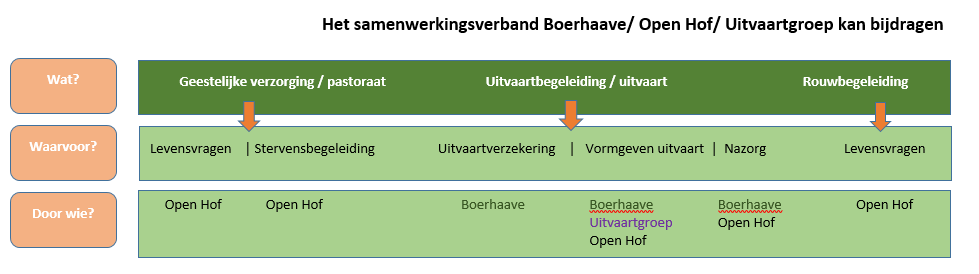 Het samenwerkingsverband Boerhaave/ Open Hof/ Uitvaartgroep kan bijdragen
Wat? Geestelijke verzorging / pastoraat Uitvaartbegeleiding / uitvaart Rouwbegeleiding
Waarvoor? Levensvragen | Stervensbegeleiding Uitvaartverzekering | Vormgeven uitvaart | Nazorg Levensvragen
Door wie? Open Hof Open Hof Boerhaave Boerhaave Boerhaave Open Hof
Uitvaartgroep Open Hof
Open Hof